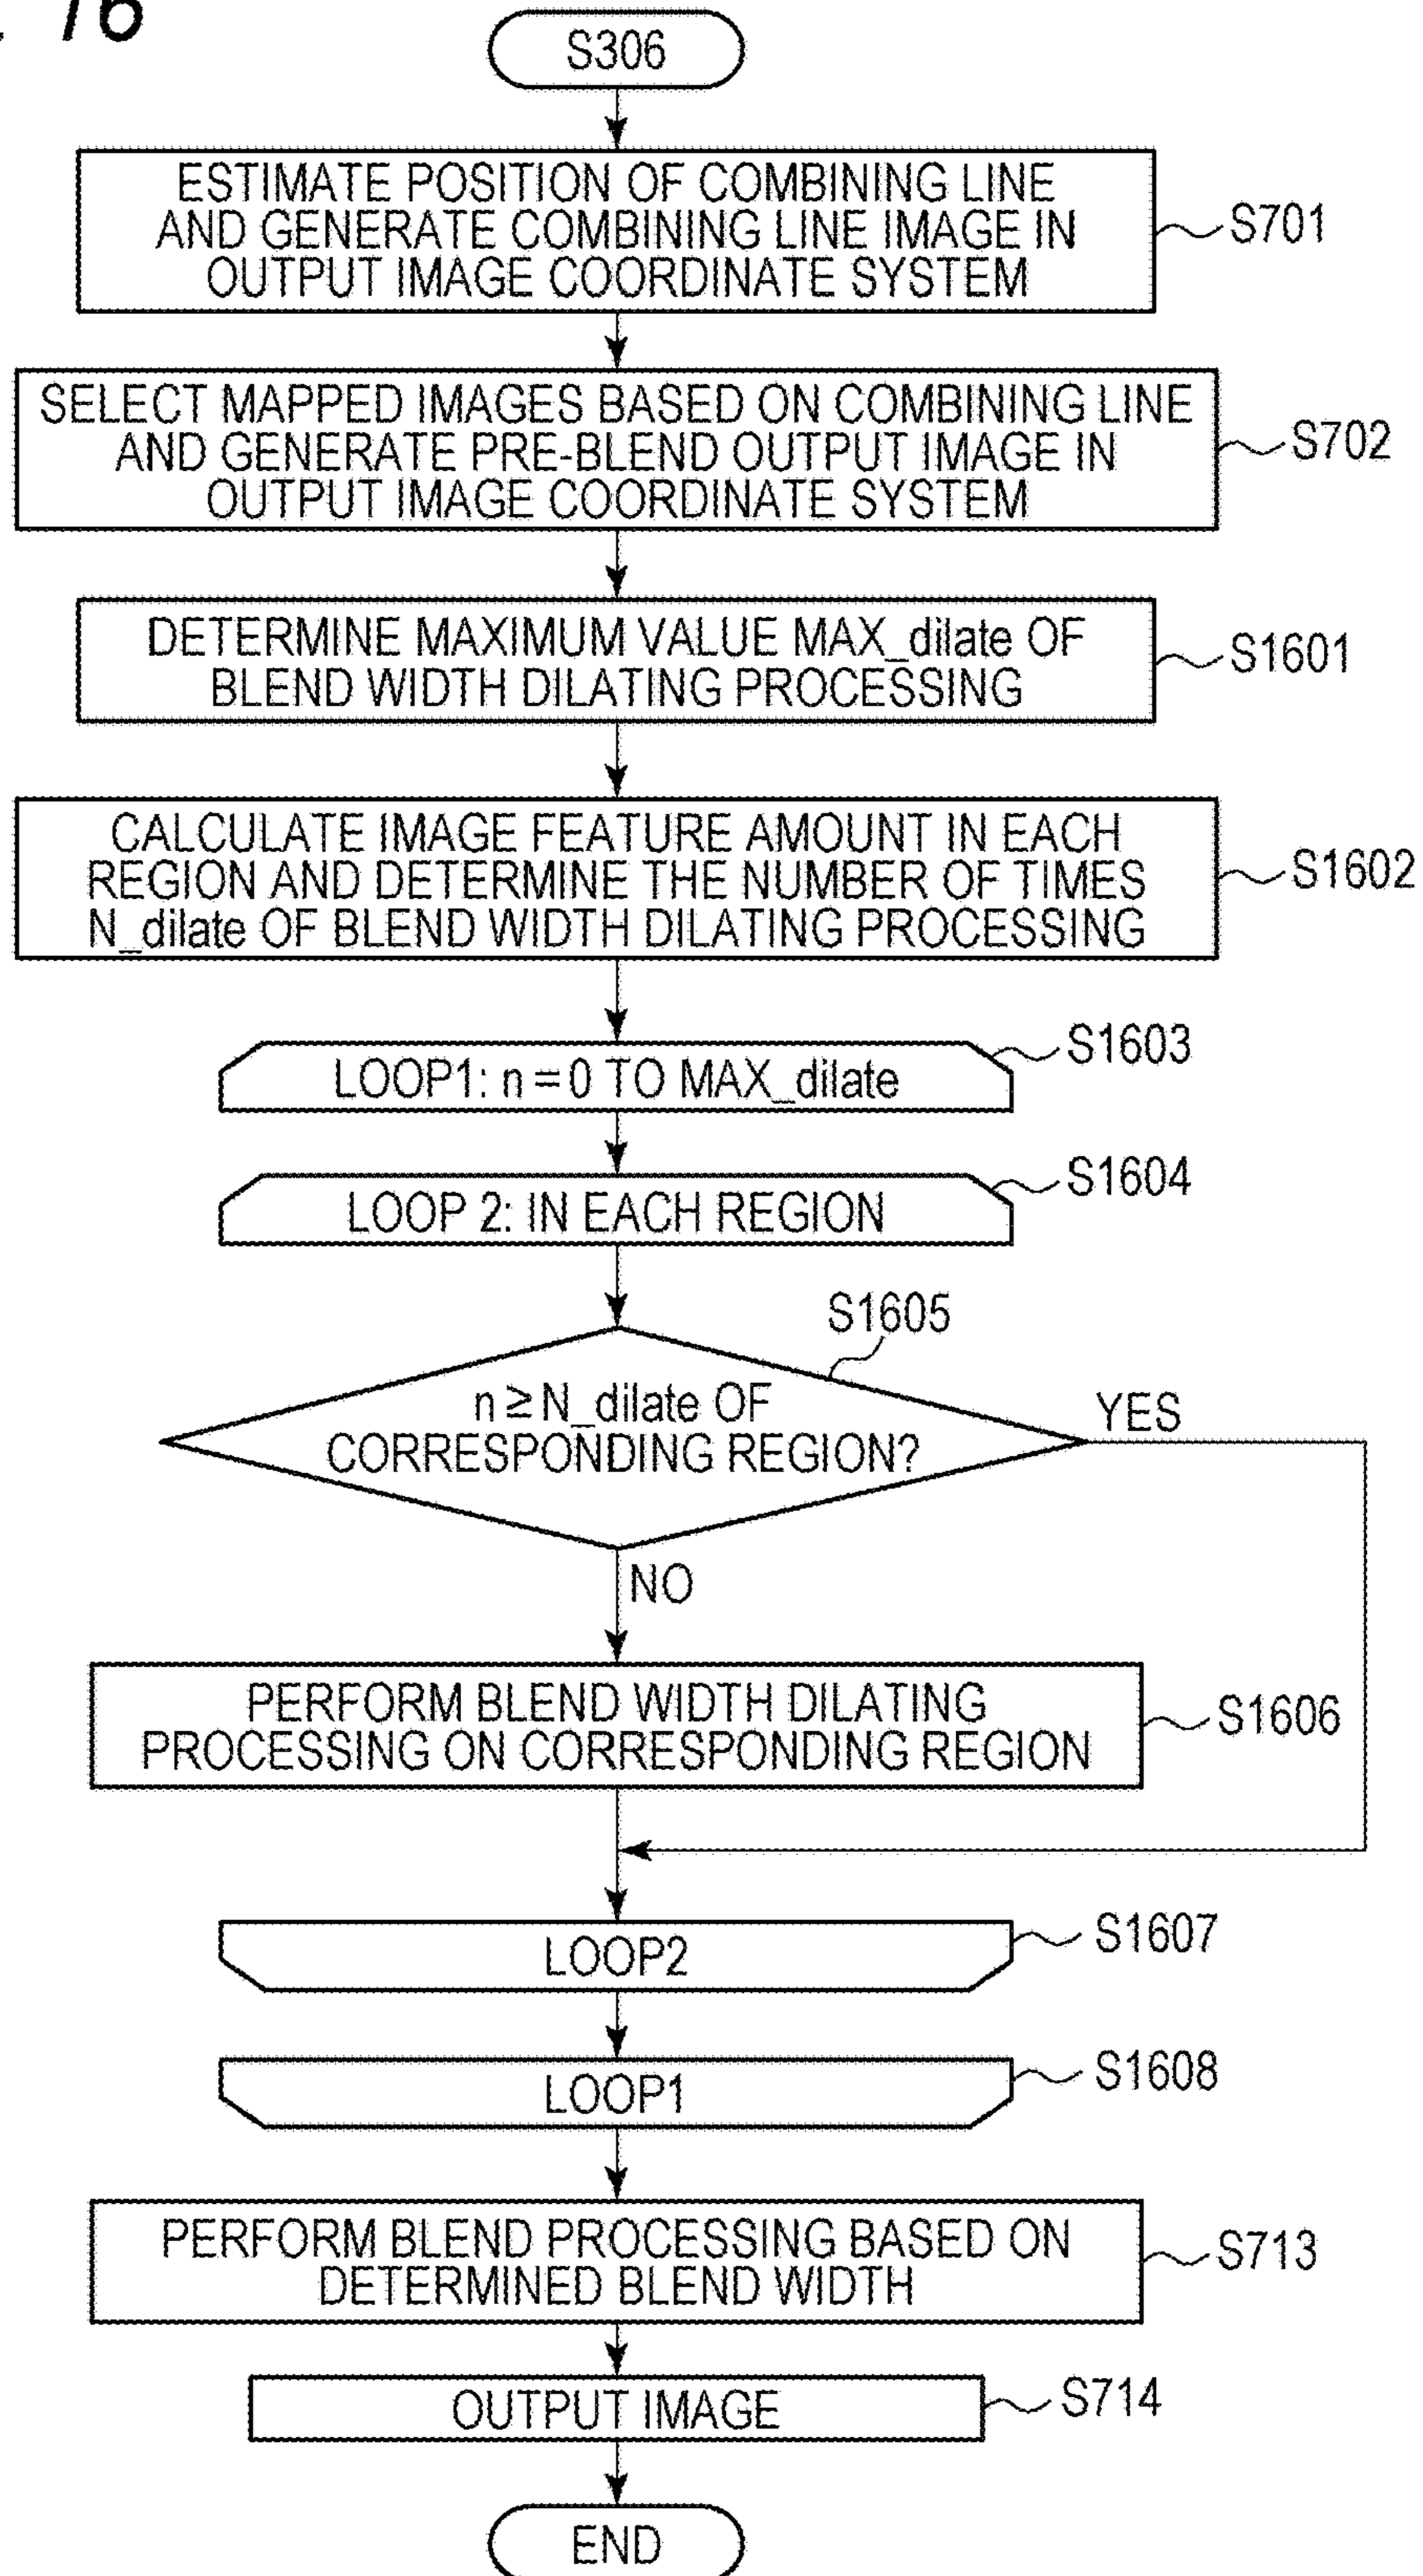 16
S306
ESTIMATE POSITION OF COMBINING LINE
AND GENERATE COMBINING LINE IMAGE IN
OUTPUT IMAGE COORDINATE SYSTEM
S701
SELECT MAPPED IMAGES BASED ON COMBINING LINE
AND GENERATE PRE-BLEND OUTPUT IMAGE IN
OUTPUT IMAGE COORDINATE SYSTEM
S702
DETERMINE MAXIMUM VALUE MAX_dilate OF
BLEND WIDTH DILATING PROCESSING
S1601
CALCULATE IMAGE FEATURE AMOUNT IN EACH
REGION AND DETERMINE THE NUMBER OF TIMES
N_dilate OF BLEND WIDTH DILATING PROCESSING
S1602
LOOP1: n = 0 TO MAX_dilate
S1603
LOOP 2: IN EACH REGION
S1604
S1605
n ≥ N_dilate OF
CORRESPONDING REGION?
YES
NO
PERFORM BLEND WIDTH DILATING
PROCESSING ON CORRESPONDING REGION
S1606
LOOP2
S1607
LOOP1
S1608
PERFORM BLEND PROCESSING BASED ON
DETERMINED BLEND WIDTH
S713
OUTPUT IMAGE
S714
END